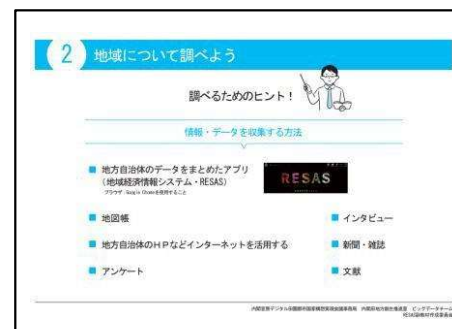 2 地域について調べよう
調べるためのヒント！
情報・データを収集する方法
■ 地方自治体のデータをまとめたアプリ
（地域経済情報システム・RESAS）
RESAS
■ 地図帳
■ 地方自治体のＨＰなどインターネットを活用する
■ アンケート
■ インタビュー
■ 新聞・雑誌
■ 文献